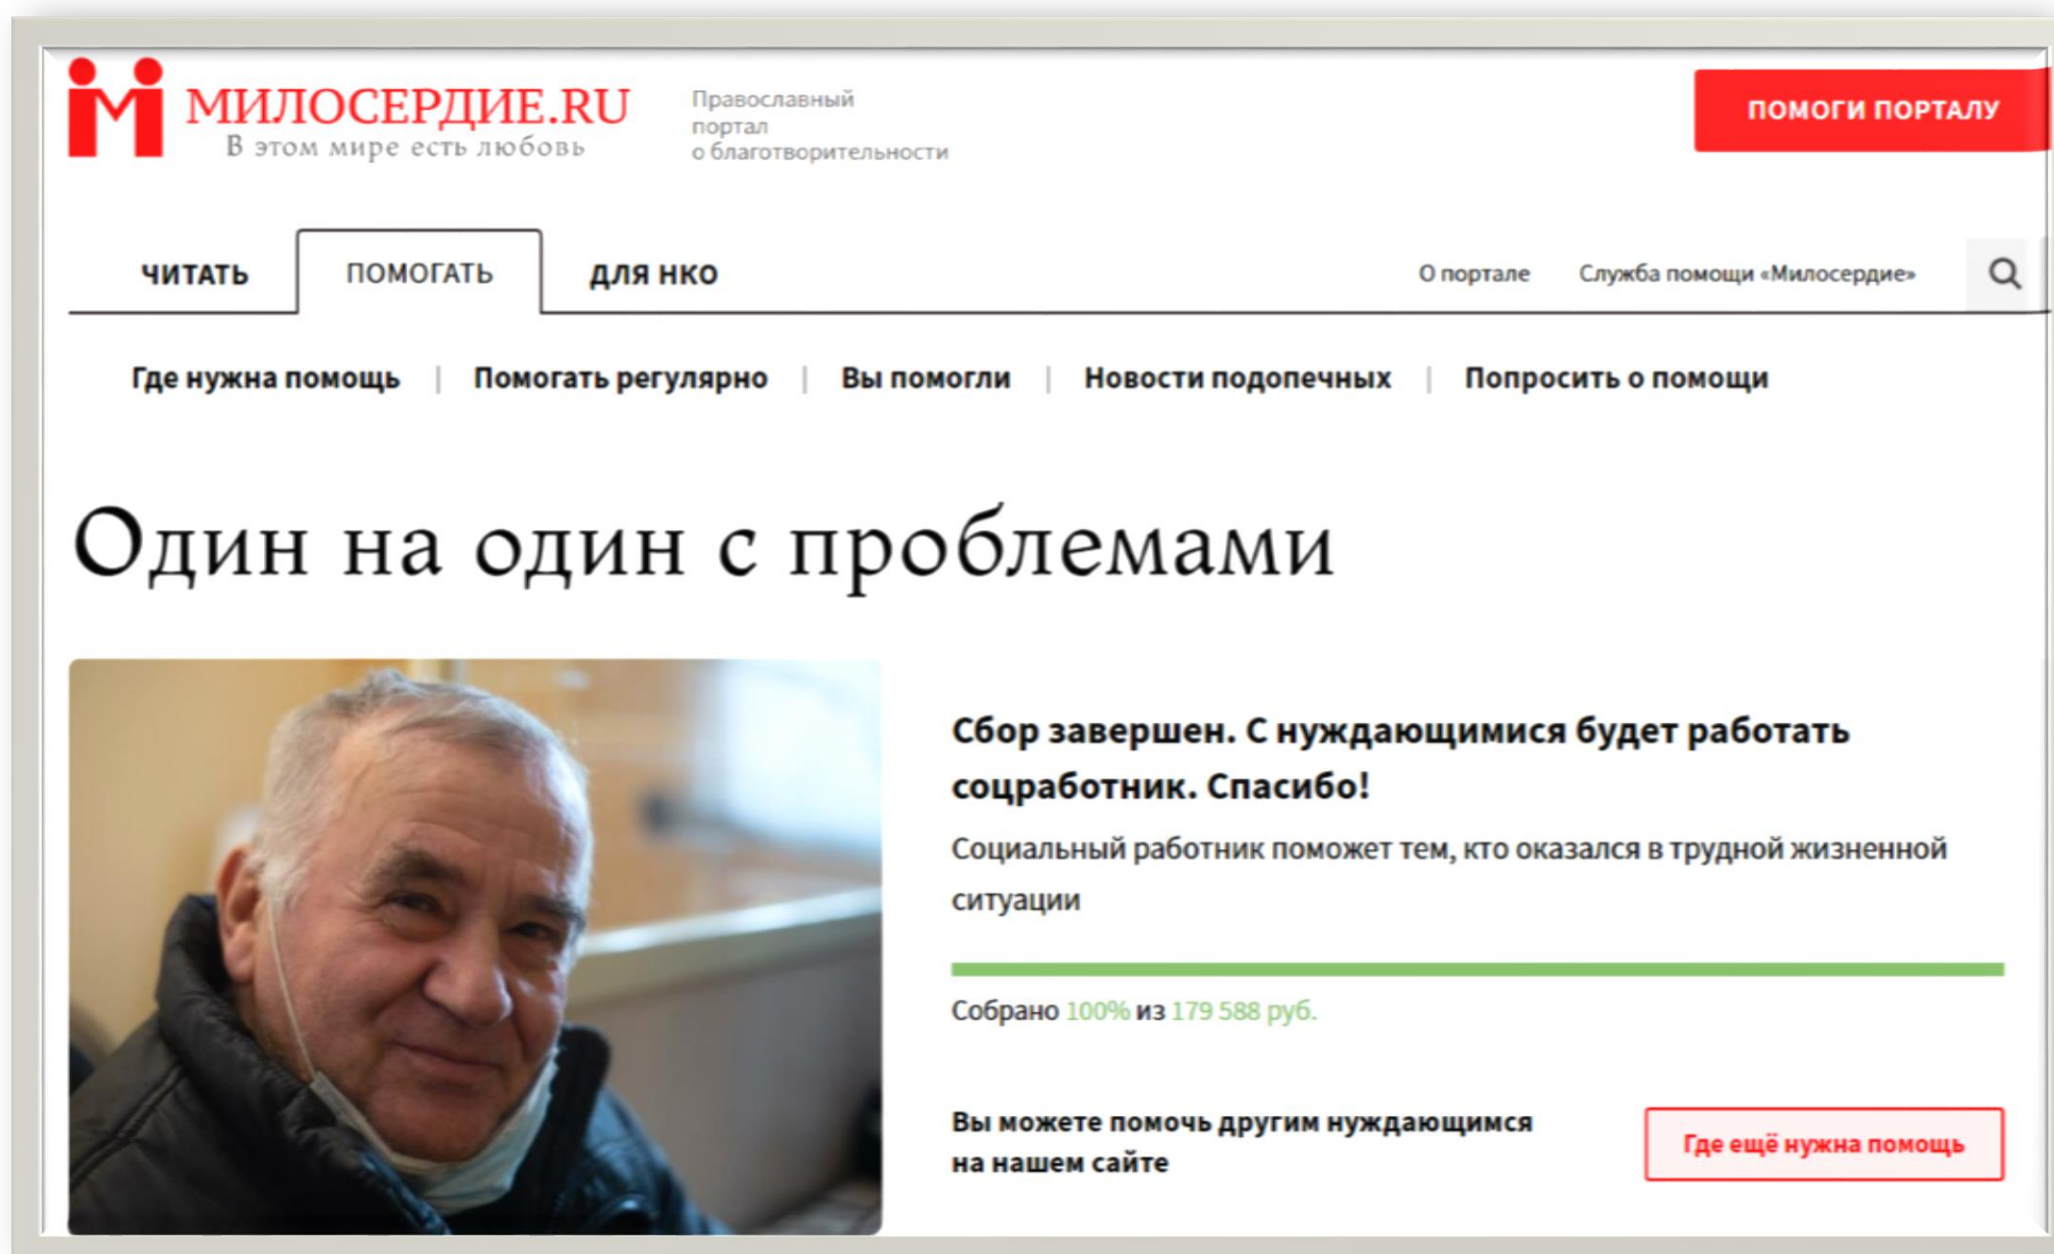 МИЛОСЕРДИЕ.RU
В этом мире есть любовь
Православный
портал
о благотворительности
ПОМОГИ ПОРТАЛУ
ЧИТАТЬ
ПОМОГАТЬ
ДЛЯ НКО
О портале
Служба помощи «Милосердие»
Где нужна помощь | Помогать регулярно | Вы помогли | Новости подопечных | Попросить о помощи
Один на один с проблемами
Сбор завершен. С нуждающимися будет работать
соцработник. Спасибо!
Социальный работник поможет тем, кто оказался в трудной жизненной
ситуации
Собрано 100% из 179 588 руб.
Вы можете помочь другим нуждающимся
на нашем сайте
Где ещё нужна помощь